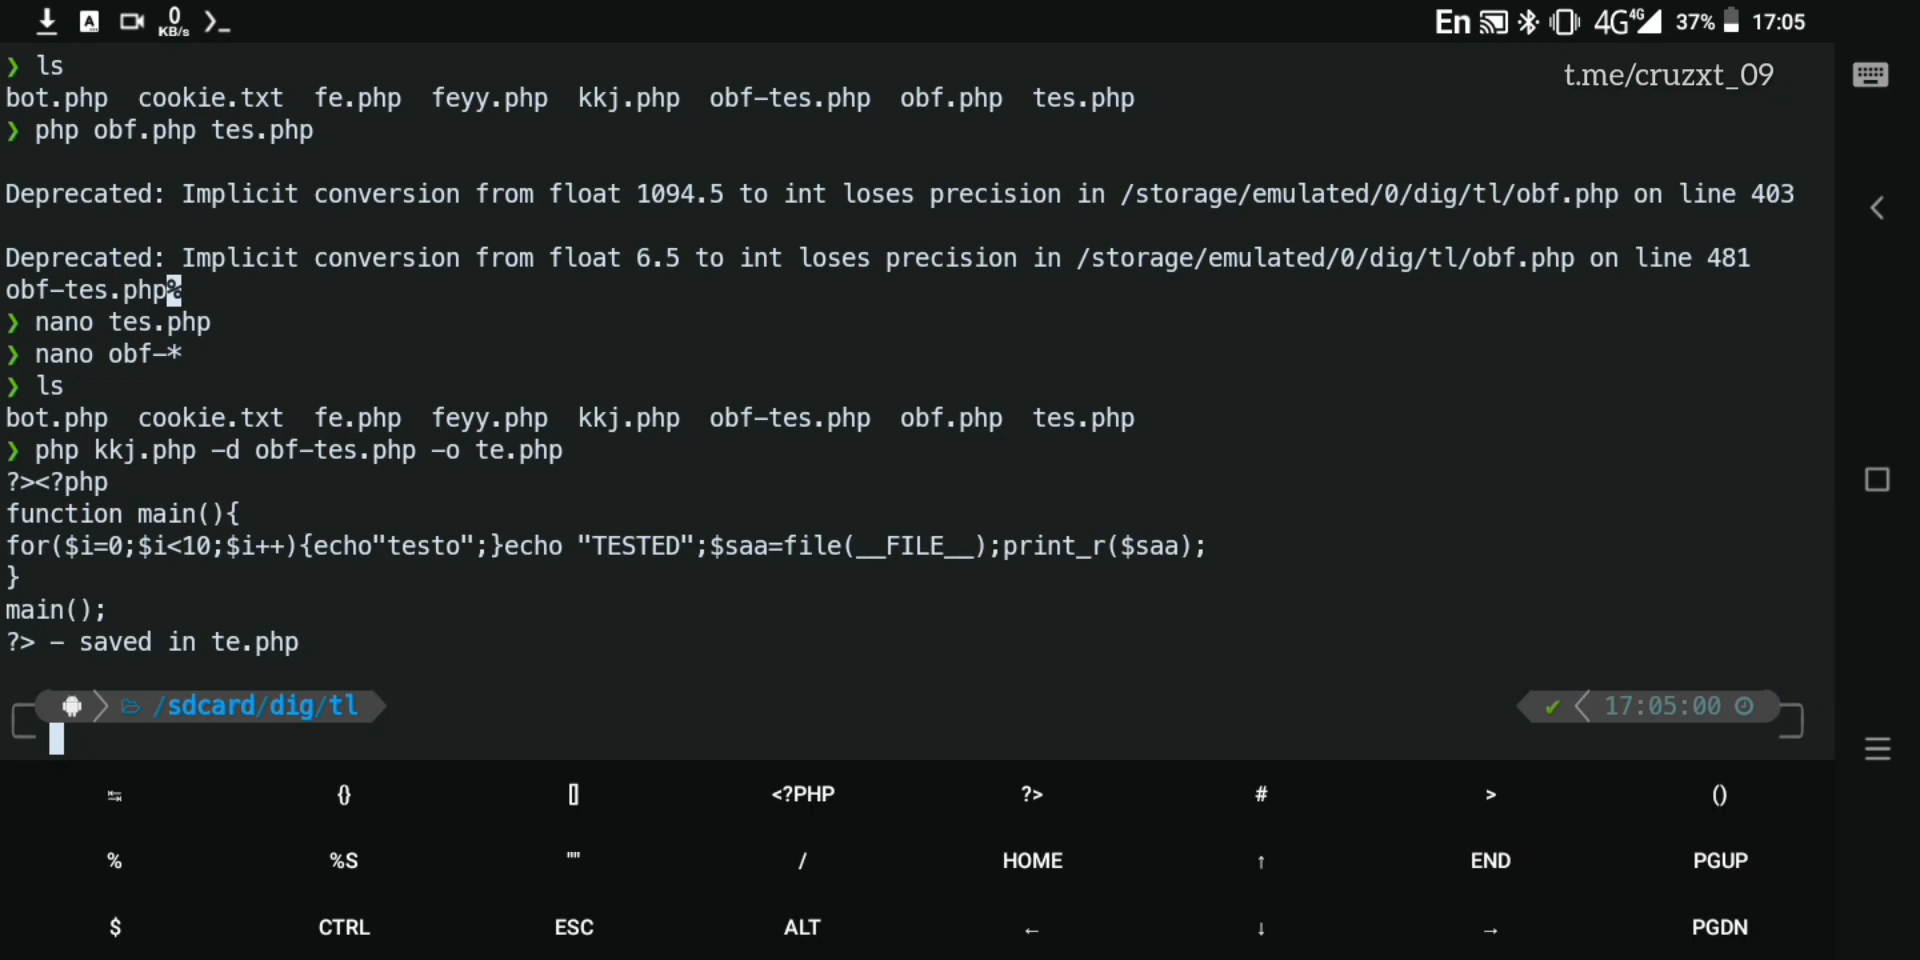 A 0 KB/s >_ En 4G 4G 37% 17:05
❯ ls
t.me/cruzxt_09
bot.php cookie.txt fe.php feyy.php kkj.php obf-tes.php obf.php tes.php
❯ php obf.php tes.php
Deprecated: Implicit conversion from float 1094.5 to int loses precision in /storage/emulated/0/dig/tl/obf.php on line 403
Deprecated: Implicit conversion from float 6.5 to int loses precision in /storage/emulated/0/dig/tl/obf.php on line 481
obf-tes.php%
❯ nano tes.php
❯ nano obf-*
❯ ls
bot.php cookie.txt fe.php feyy.php kkj.php obf-tes.php obf.php tes.php
❯ php kkj.php -d obf-tes.php -o te.php
?><?php
function main(){
for($i=0;$i<10;$i++){echo"testo";}echo "TESTED";$saa=file(__FILE__);print_r($saa);
}
main();
?> - saved in te.php
/sdcard/dig/tl ✔ 17:05:00
⇆ {} [] <?PHP ?> # > ()
% %S "" / HOME ↑ END PGUP
$ CTRL ESC ALT ← ↓ → PGDN